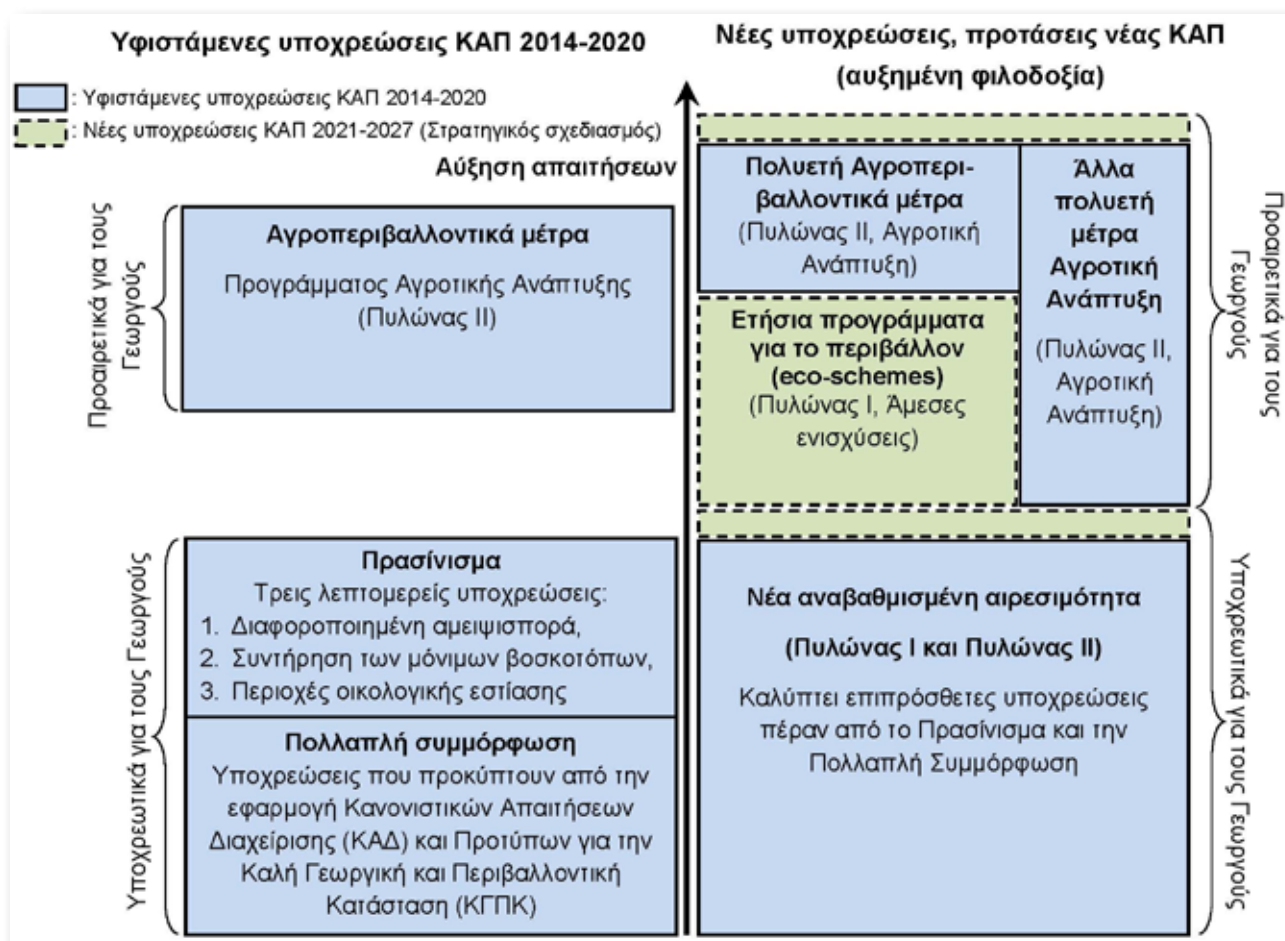 Υφιστάμενες υποχρεώσεις ΚΑΠ 2014-2020
: Υφιστάμενες υποχρεώσεις ΚΑΠ 2014-2020
: Νέες υποχρεώσεις ΚΑΠ 2021-2027 (Στρατηγικός σχεδιασμός)
Αύξηση απαιτήσεων
Προαιρετικά για τους
Γεωργούς
Αγροπεριβαλλοντικά μέτρα
Προγράμματος Αγροτικής Ανάπτυξης
(Πυλώνας ΙΙ)
Υποχρεωτικά για τους Γεωργούς
Πρασίνισμα
Τρεις λεπτομερείς υποχρεώσεις:
1. Διαφοροποιημένη αμειψισπορά,
2. Συντήρηση των μόνιμων βοσκοτόπων,
3. Περιοχές οικολογικής εστίασης
Πολλαπλή συμμόρφωση
Υποχρεώσεις που προκύπτουν από την
εφαρμογή Κανονιστικών Απαιτήσεων
Διαχείρισης (ΚΑΔ) και Προτύπων για την
Καλή Γεωργική και Περιβαλλοντική
Κατάσταση (ΚΓΠΚ)
Νέες υποχρεώσεις, προτάσεις νέας ΚΑΠ
(αυξημένη φιλοδοξία)
Πολυετή Αγροπερι-
βαλλοντικά μέτρα
(Πυλώνας ΙΙ, Αγροτική
Ανάπτυξη)
Ετήσια προγράμματα
για το περιβάλλον
(eco-schemes)
(Πυλώνας Ι, Άμεσες
ενισχύσεις)
Άλλα
πολυετή
μέτρα
Αγροτική
Ανάπτυξη
(Πυλώνας ΙΙ,
Αγροτική
Ανάπτυξη)
Προαιρετικά για τους
Γεωργούς
Νέα αναβαθμισμένη αιρεσιμότητα
(Πυλώνας Ι και Πυλώνας ΙΙ)
Καλύπτει επιπρόσθετες υποχρεώσεις
πέραν από το Πρασίνισμα και την
Πολλαπλή Συμμόρφωση
Υποχρεωτικά για τους Γεωργούς